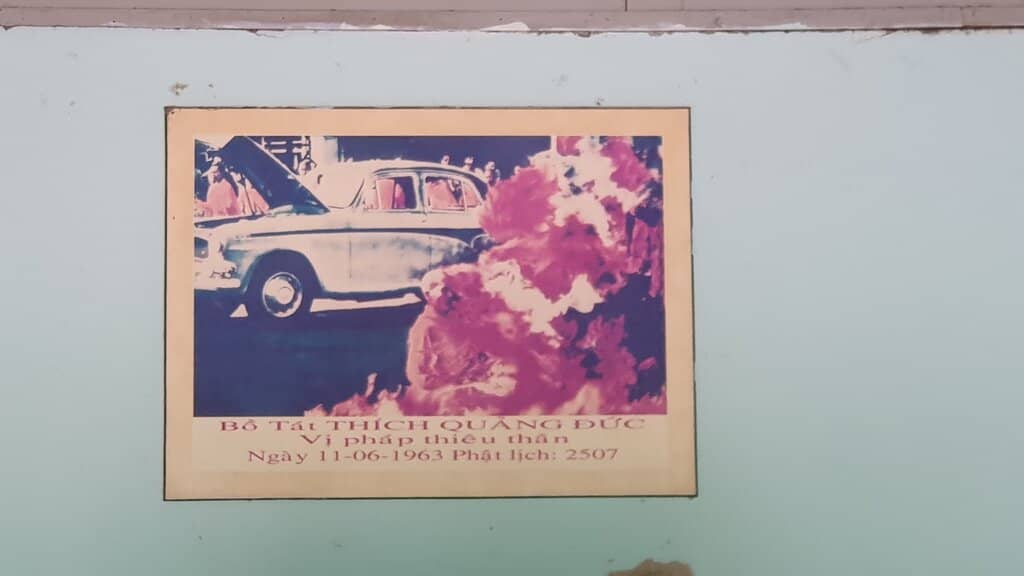 Bồ Tát THÍCH QUẢNG ĐỨC
Vị pháp thiêu thân
Ngày 11-06-1963 Phật lịch: 2507